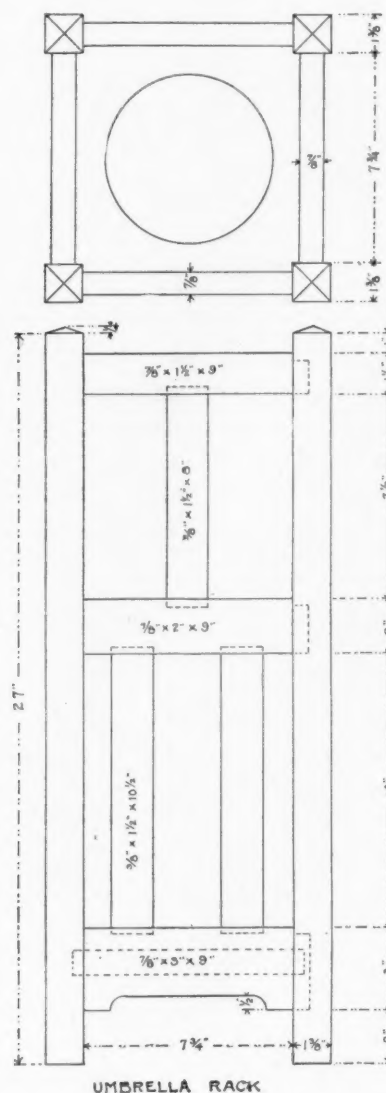 1⅜"
7¾"
⅞"
1⅜"
⅞"
⅞" x 1½" x 9"
⅜" x 1½" x 8"
⅞" x 2" x 9"
27"
⅜" x 1½" x 10½"
⅞" x 3" x 9"
½"
7¾"
1⅜"
UMBRELLA RACK